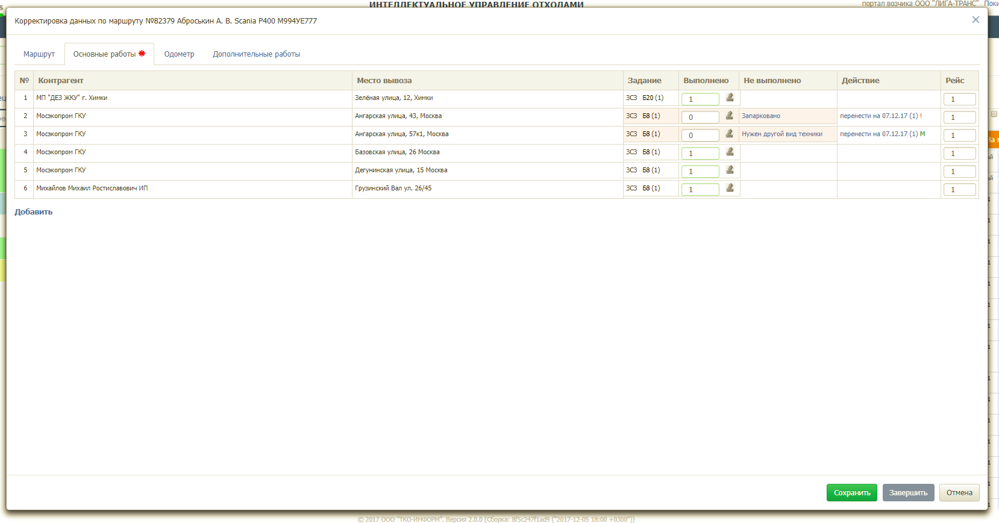 ИНТЕЛЛЕКТУАЛЬНОЕ УПРАВЛЕНИЕ ОТХОДАМИ
портал возчика ООО "ЛИГА-ТРАНС"
Корректировка данных по маршруту №82379 Аброськин А. В. Scania P400 М994УЕ777
Маршрут Основные работы Одометр Дополнительные работы
№ Контрагент Место вывоза Задание Выполнено Не выполнено Действие Рейс
1 МП "ДЕЗ ЖКУ" г. Химки Зелёная улица, 12, Химки ЗСЗ Б20 (1) 1 1
2 Мосэкопром ГКУ Ангарская улица, 43, Москва ЗСЗ Б8 (1) 0 Запарковано перенести на 07.12.17 (1) ! 1
3 Мосэкопром ГКУ Ангарская улица, 57к1, Москва ЗСЗ Б8 (1) 0 Нужен другой вид техники перенести на 07.12.17 (1) М 1
4 Мосэкопром ГКУ Базовская улица, 26 Москва ЗСЗ Б8 (1) 1 1
5 Мосэкопром ГКУ Дегунинская улица, 15 Москва ЗСЗ Б8 (1) 1 1
6 Михайлов Михаил Ростиславович ИП Грузинский Вал ул. 26/45 ЗСЗ Б8 (1) 1 1
Добавить
Сохранить Завершить Отмена
© 2017 ООО "ТКО-ИНФОРМ". Версия 2.0.0 (Сборка: 8f5c247f1ad9 ("2017-12-05 18:00 +0300"))